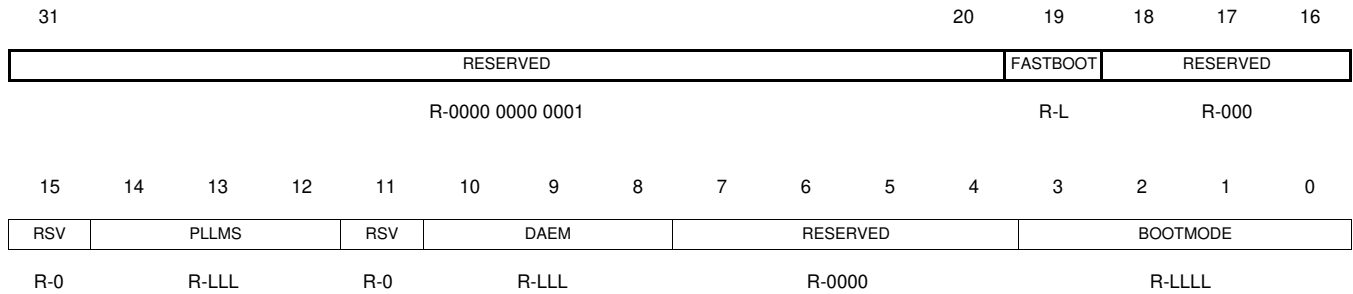 31 20 19 18 17 16
RESERVED FASTBOOT RESERVED
R-0000 0000 0001 R-L R-000
15 14 13 12 11 10 9 8 7 6 5 4 3 2 1 0
RSV PLLMS RSV DAEM RESERVED BOOTMODE
R-0 R-LLL R-0 R-LLL R-0000 R-LLLL